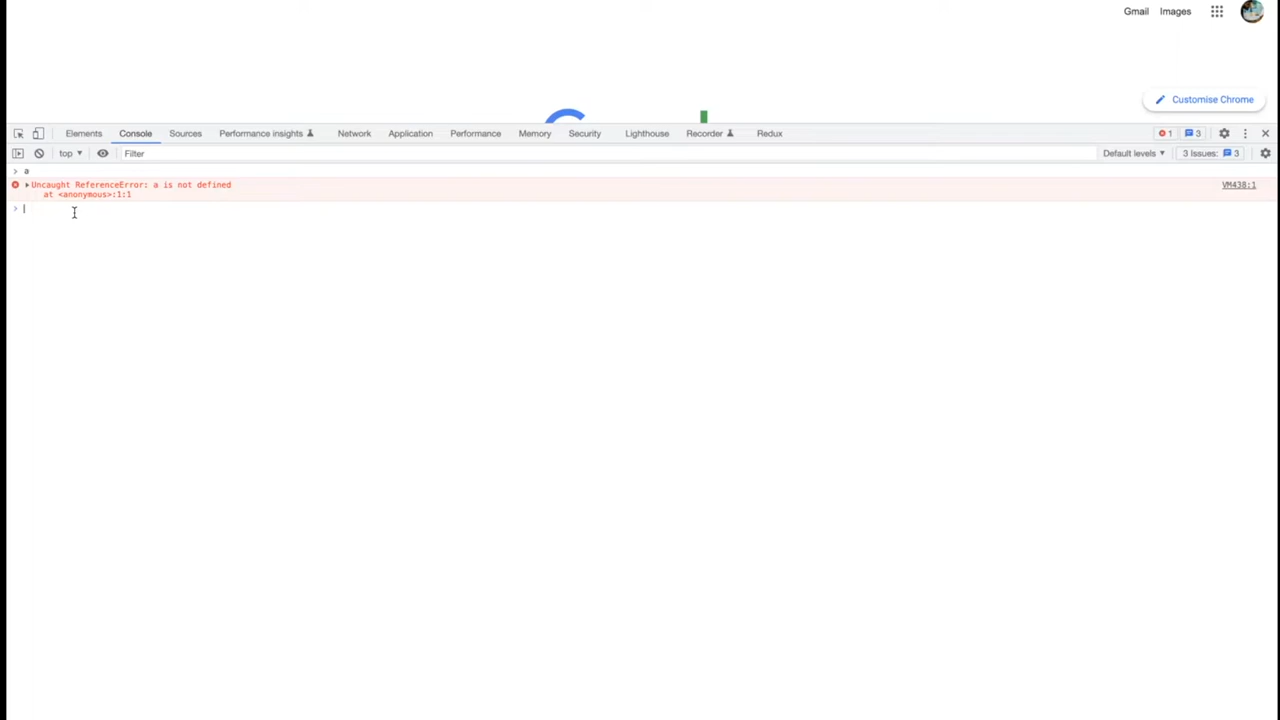 Gmail Images
Customise Chrome
Elements Console Sources Performance insights Network Application Performance Memory Security Lighthouse Recorder Redux 1 3
top Filter Default levels 3 Issues: 3
> a
Uncaught ReferenceError: a is not defined VM438:1
at <anonymous>:1:1
>